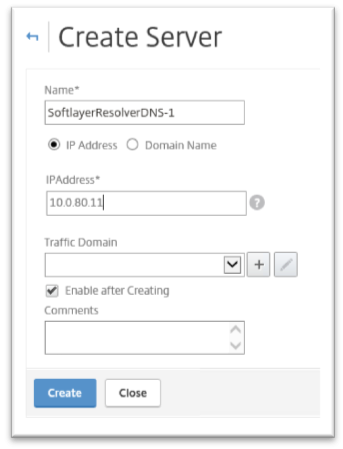 Create Server
Name*
SoftlayerResolverDNS-1
IP Address Domain Name
IPAddress*
10.0.80.11
?
Traffic Domain
+
Enable after Creating
Comments
Create Close